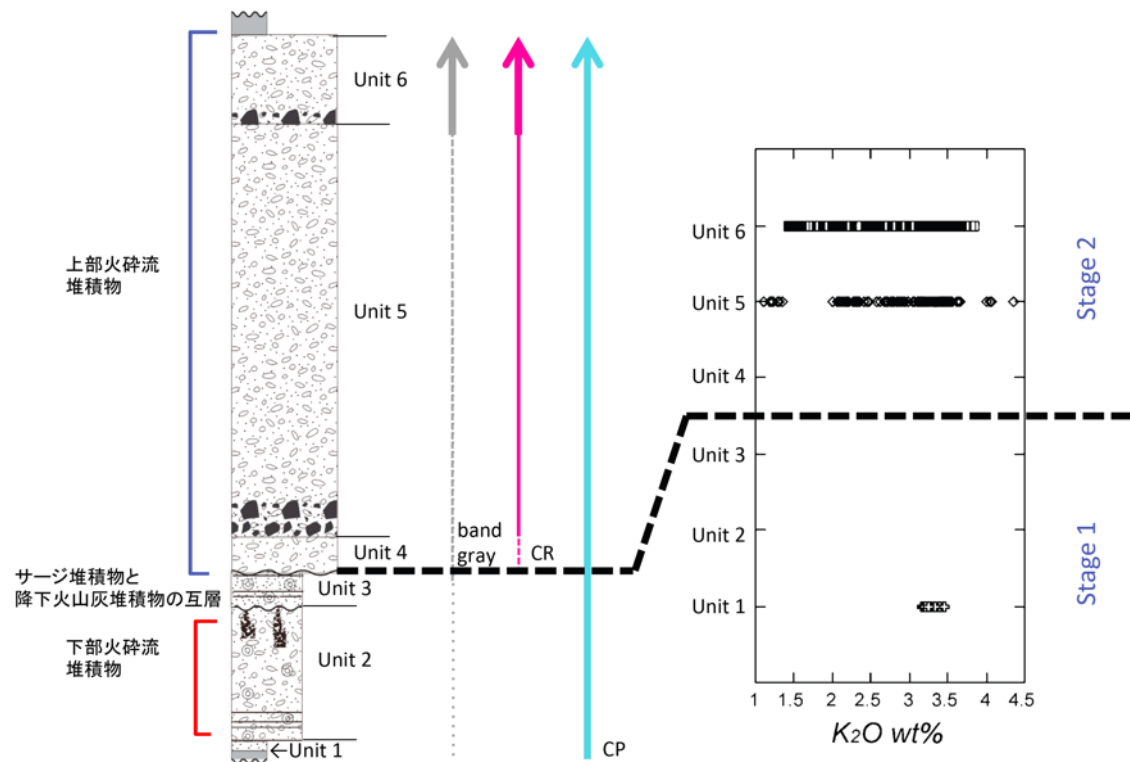 Unit 6
上部火砕流
堆積物
Unit 5
band
gray
CR
Unit 4
サージ堆積物と
降下火山灰堆積物の互層
Unit 3
下部火砕流
堆積物
Unit 2
←Unit 1
CP
Unit 6
Unit 5
Unit 4
Unit 3
Unit 2
Unit 1
Stage 2
Stage 1
1 1.5 2 2.5 3 3.5 4 4.5
K2O wt%